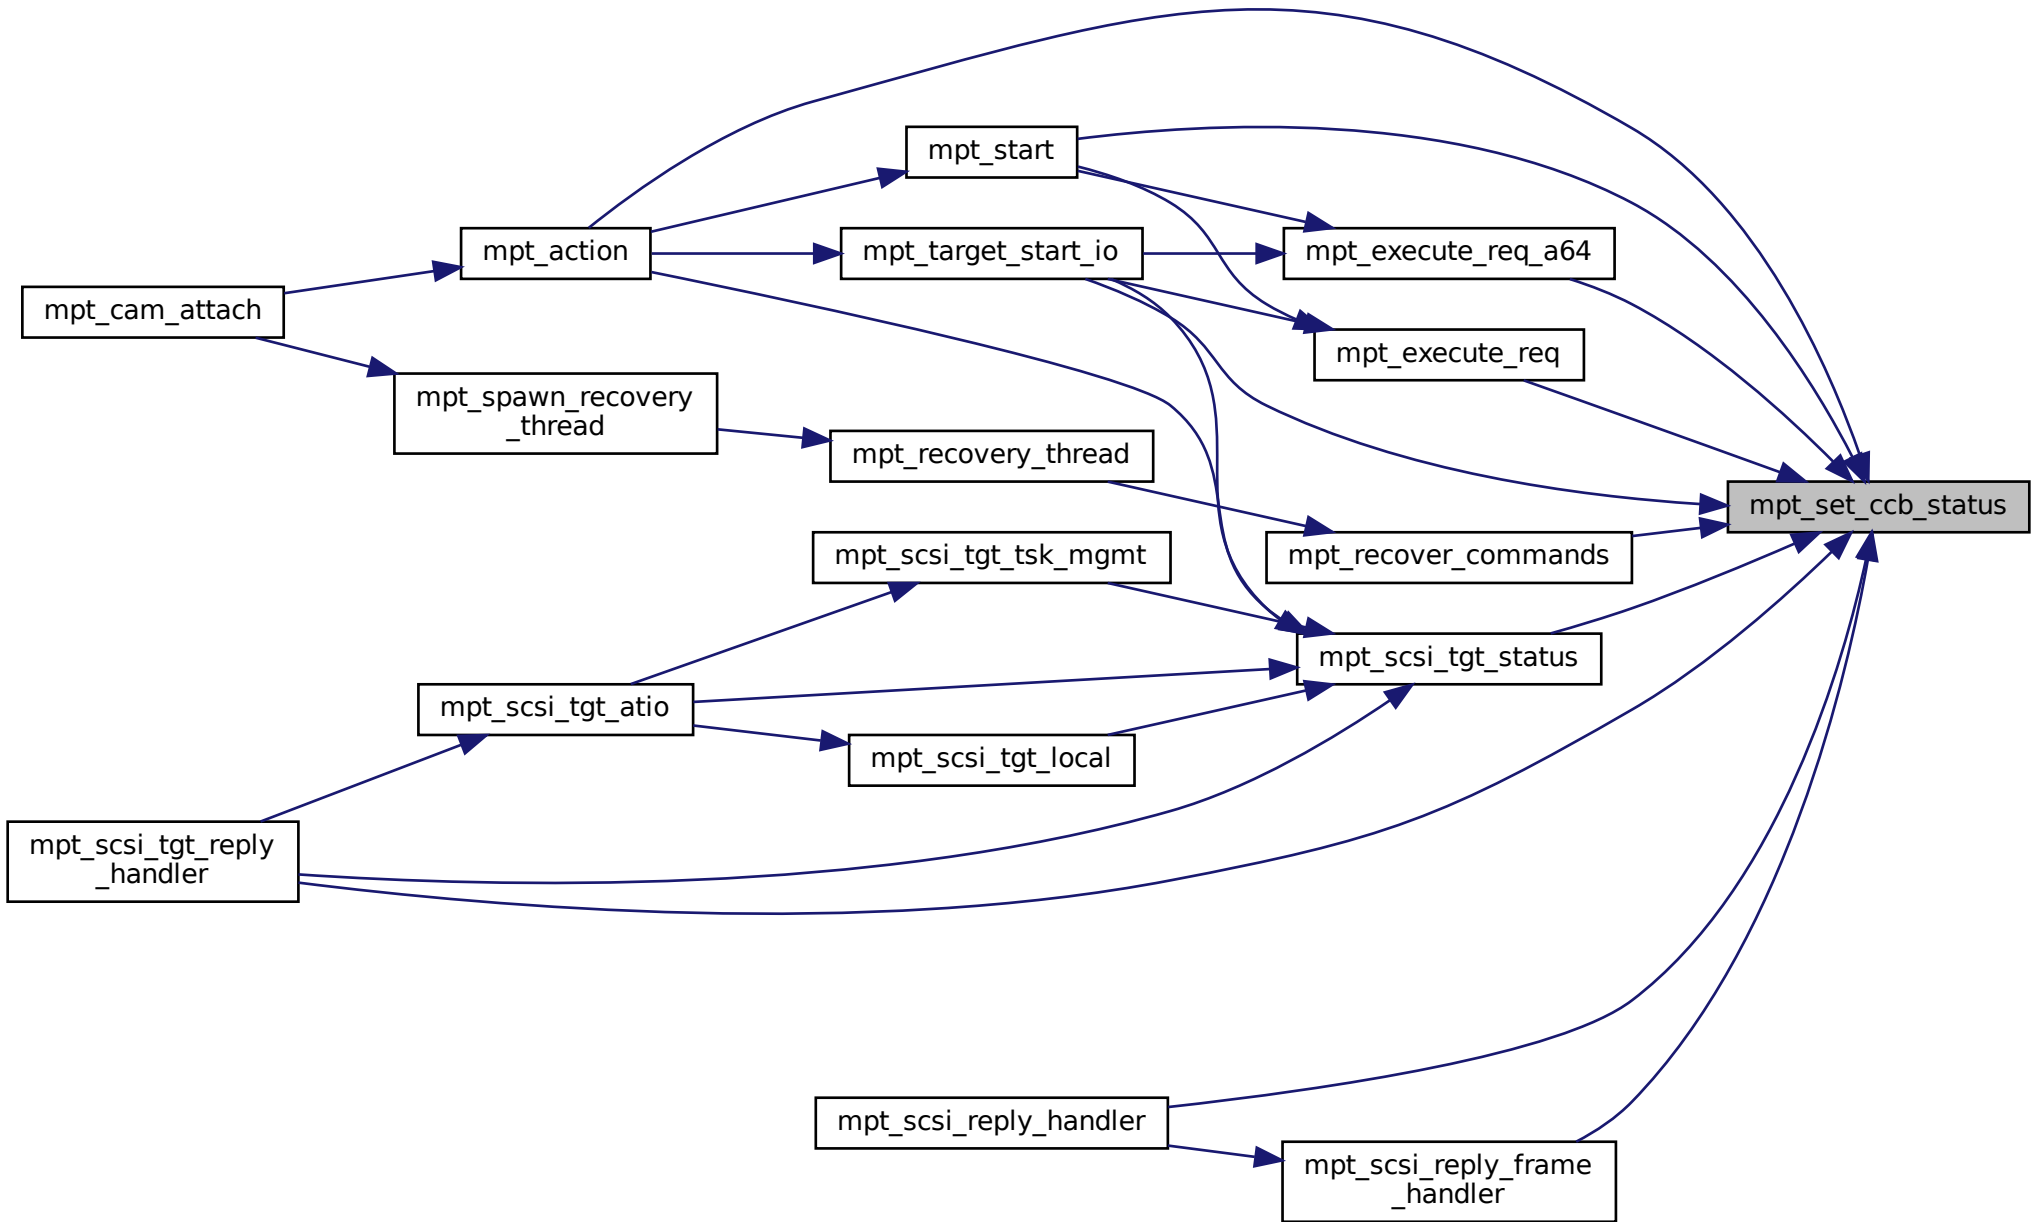 mpt_start
mpt_action
mpt_target_start_io
mpt_execute_req_a64
mpt_cam_attach
mpt_execute_req
mpt_spawn_recovery
_thread
mpt_recovery_thread
mpt_set_ccb_status
mpt_scsi_tgt_tsk_mgmt
mpt_recover_commands
mpt_scsi_tgt_status
mpt_scsi_tgt_atio
mpt_scsi_tgt_local
mpt_scsi_tgt_reply
_handler
mpt_scsi_reply_handler
mpt_scsi_reply_frame
_handler